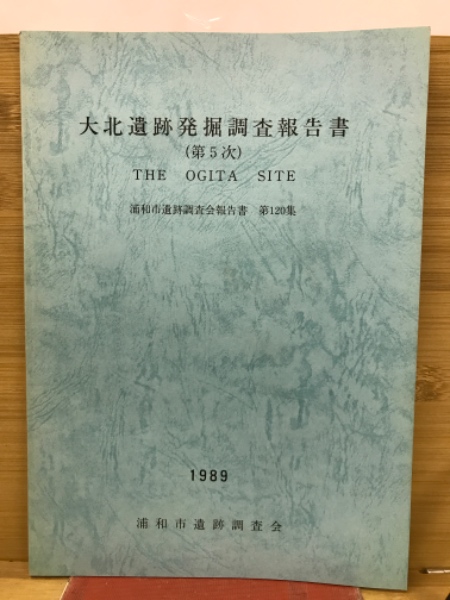 大北遺跡発掘調査報告書
(第5次)
THE OGITA SITE
浦和市遺跡調査会報告書 第120集
1989
浦和市遺跡調査会